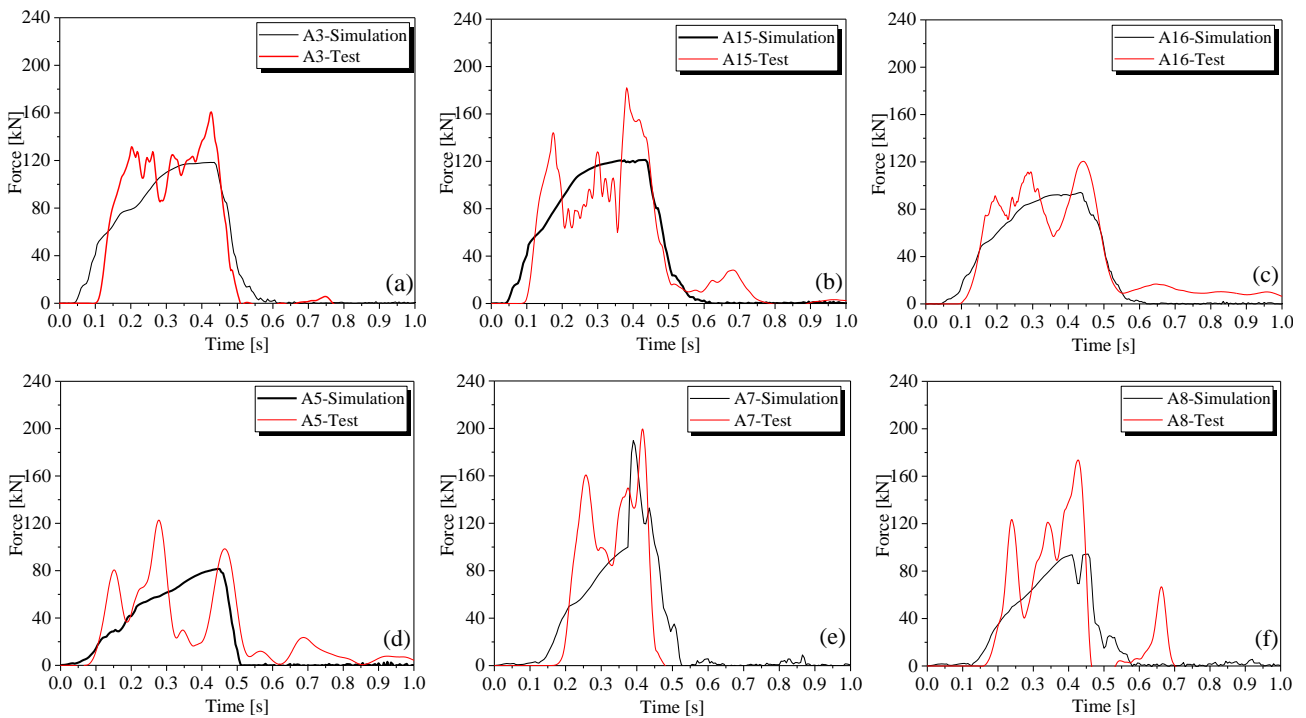 240
200
160
120
80
40
0
Force [kN]
A3-Simulation
A3-Test
(a)
0.0 0.1 0.2 0.3 0.4 0.5 0.6 0.7 0.8 0.9 1.0
Time [s]
240
200
160
120
80
40
0
Force [kN]
A15-Simulation
A15-Test
(b)
0.0 0.1 0.2 0.3 0.4 0.5 0.6 0.7 0.8 0.9 1.0
Time [s]
240
200
160
120
80
40
0
Force [kN]
A16-Simulation
A16-Test
(c)
0.0 0.1 0.2 0.3 0.4 0.5 0.6 0.7 0.8 0.9 1.0
Time [s]
240
200
160
120
80
40
0
Force [kN]
A5-Simulation
A5-Test
(d)
0.0 0.1 0.2 0.3 0.4 0.5 0.6 0.7 0.8 0.9 1.0
Time [s]
240
200
160
120
80
40
0
Force [kN]
A7-Simulation
A7-Test
(e)
0.0 0.1 0.2 0.3 0.4 0.5 0.6 0.7 0.8 0.9 1.0
Time [s]
240
200
160
120
80
40
0
Force [kN]
A8-Simulation
A8-Test
(f)
0.0 0.1 0.2 0.3 0.4 0.5 0.6 0.7 0.8 0.9 1.0
Time [s]